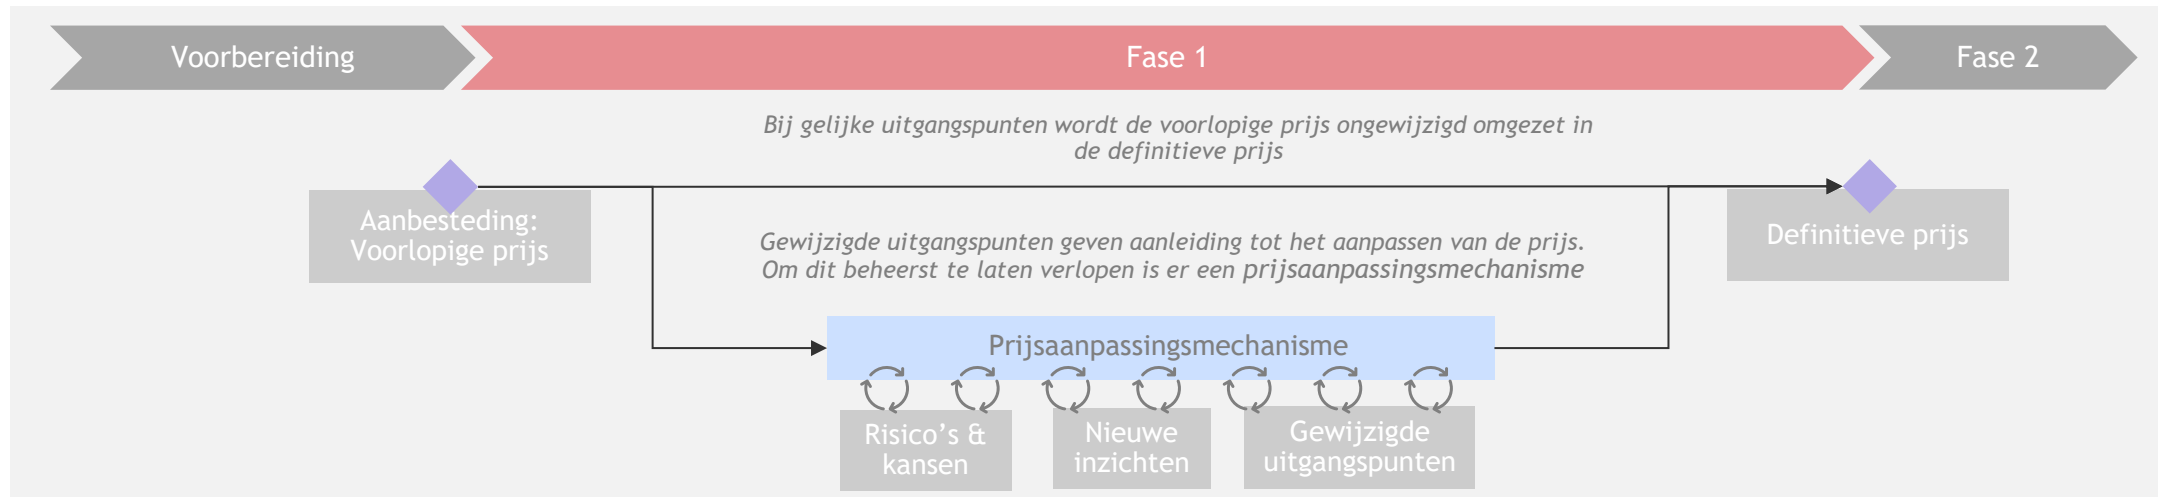 Voorbereiding
Fase 1
Fase 2
Bij gelijke uitgangspunten wordt de voorlopige prijs ongewijzigd omgezet in
de definitieve prijs
Aanbesteding:
Voorlopige prijs
Definitieve prijs
Gewijzigde uitgangspunten geven aanleiding tot het aanpassen van de prijs.
Om dit beheerst te laten verlopen is er een prijsaanpassingsmechanisme
Prijsaanpassingsmechanisme
Risico’s &
kansen
Nieuwe
inzichten
Gewijzigde
uitgangspunten